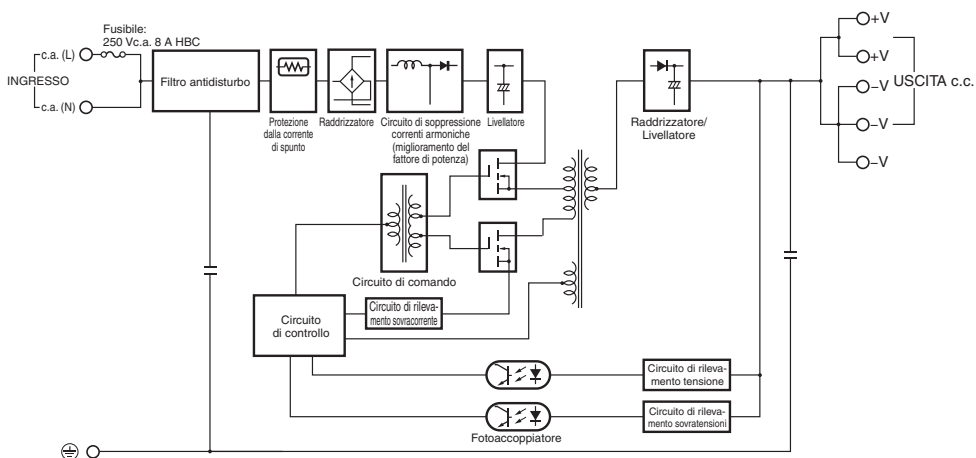 Fusibile:
250 Vc.a. 8 A HBC
c.a. (L)
INGRESSO
c.a. (N)
Filtro antidisturbo
Protezione
dalla corrente
di spunto
Raddrizzatore
Circuito di soppressione
correnti armoniche
(miglioramento del
fattore di potenza)
Livellatore
Raddrizzatore/
Livellatore
+V
+V
–V
–V
–V
USCITA c.c.
Circuito di comando
Circuito
di controllo
Circuito di rileva-
mento sovracorrente
Circuito di rileva-
mento tensione
Circuito di rileva-
mento sovratensioni
Fotoaccoppiatore